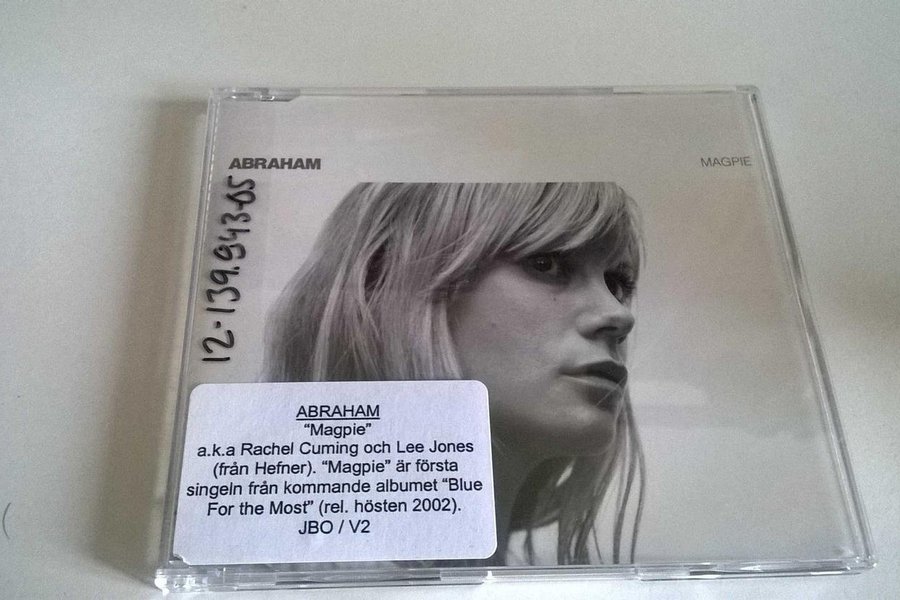 ABRAHAM
MAGPIE
12-139.943-05
ABRAHAM
“Magpie”
a.k.a Rachel Cuming och Lee Jones
(från Hefner). “Magpie” är första
singeln från kommande albumet “Blue
For the Most” (rel. hösten 2002).
JBO / V2